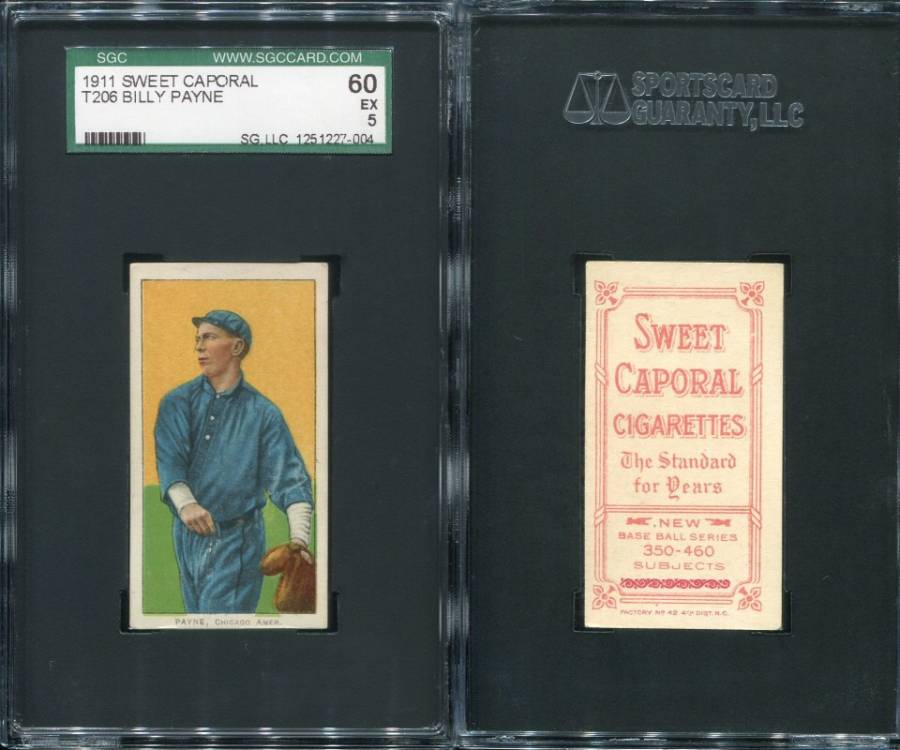 SGC WWW.SGCCARD.COM
1911 SWEET CAPORAL 60
T206 BILLY PAYNE EX
5
SG,LLC 1251227-004
PAYNE, CHICAGO AMER.
SPORTSCARD
GUARANTY, LLC
SWEET
CAPORAL
CIGARETTES
The Standard
for Years
.NEW
BASE BALL SERIES
350-460
SUBJECTS
FACTORY Nº 42 4TH DIST. N.C.